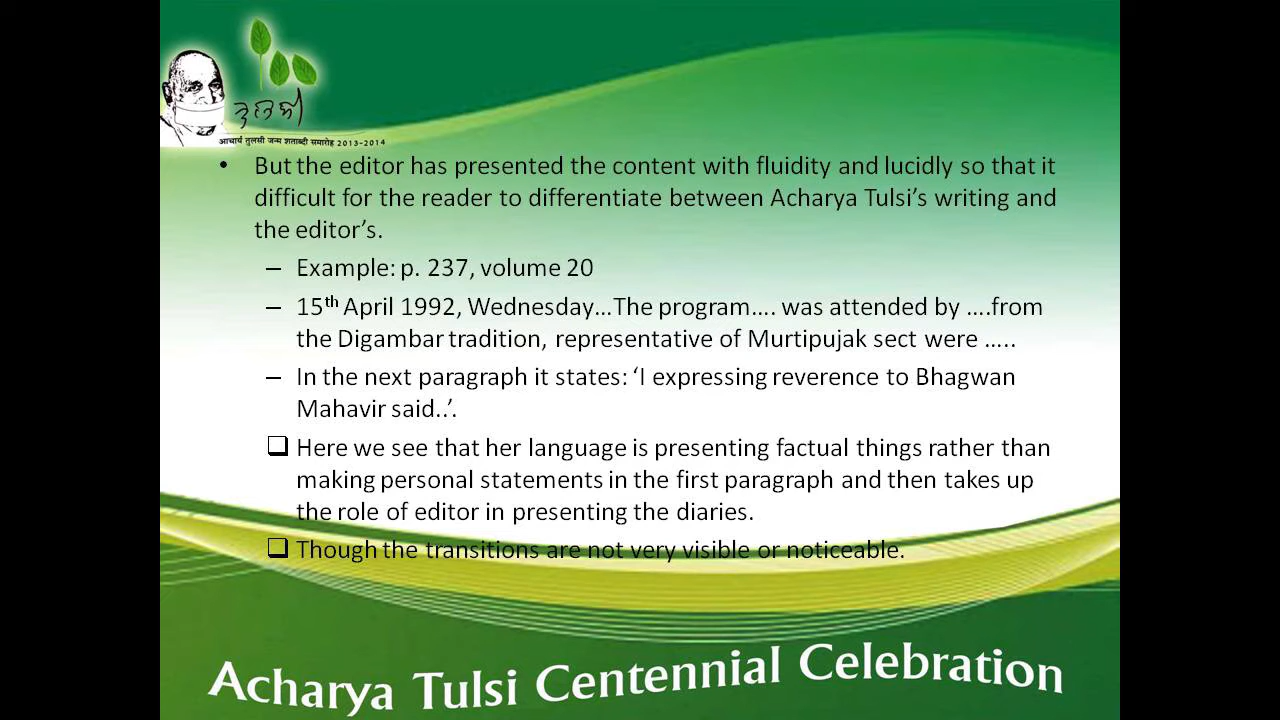 तुलसी
आचार्य तुलसी जन्म शताब्दी समारोह 2013-2014
• But the editor has presented the content with fluidity and lucidly so that it
difficult for the reader to differentiate between Acharya Tulsi’s writing and
the editor’s.
– Example: p. 237, volume 20
– 15th April 1992, Wednesday…The program…. was attended by ….from
the Digambar tradition, representative of Murtipujak sect were …..
– In the next paragraph it states: ‘I expressing reverence to Bhagwan
Mahavir said..’.
❑ Here we see that her language is presenting factual things rather than
making personal statements in the first paragraph and then takes up
the role of editor in presenting the diaries.
❑ Though the transitions are not very visible or noticeable.
Acharya Tulsi Centennial Celebration